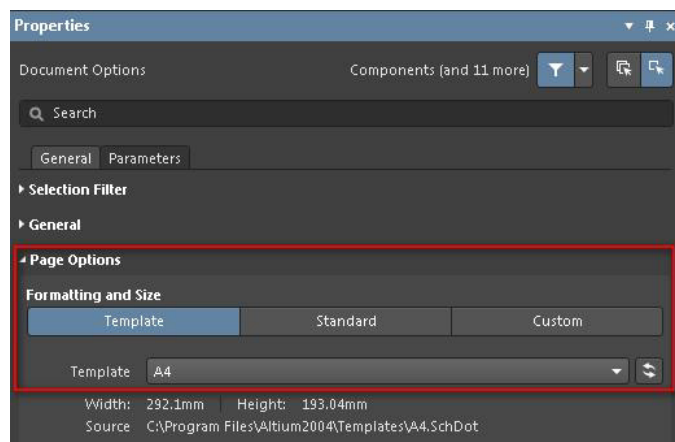 Properties
Document Options Components (and 11 more)
Search
General Parameters
Selection Filter
General
Page Options
Formatting and Size
Template Standard Custom
Template A4
Width: 292.1mm Height: 193.04mm
Source C:\Program Files\Altium2004\Templates\A4.SchDot